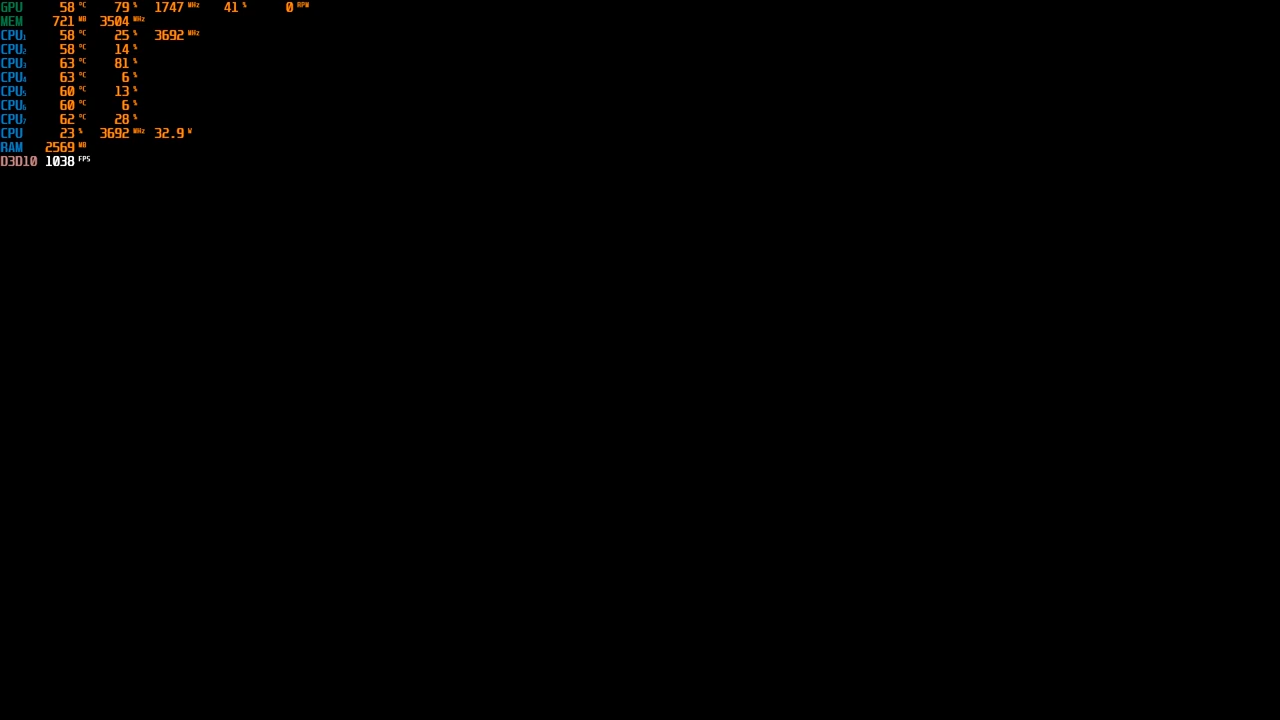 GPU 58 °C 79 % 1747 MHz 41 % 0 RPM
MEM 721 MB 3504 MHz
CPU1 58 °C 25 % 3692 MHz
CPU2 58 °C 14 %
CPU3 63 °C 81 %
CPU4 63 °C 6 %
CPU5 60 °C 13 %
CPU6 60 °C 6 %
CPU7 62 °C 28 %
CPU 23 % 3692 MHz 32.9 W
RAM 2569 MB
D3D10 1038 FPS